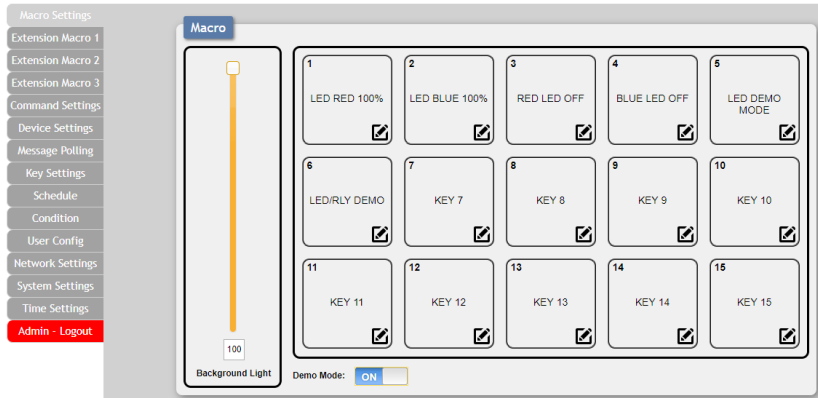 Macro Settings
Extension Macro 1
Extension Macro 2
Extension Macro 3
Command Settings
Device Settings
Message Polling
Key Settings
Schedule
Condition
User Config
Network Settings
System Settings
Time Settings
Admin - Logout
Macro
100
Background Light
1
LED RED 100%
2
LED BLUE 100%
3
RED LED OFF
4
BLUE LED OFF
5
LED DEMO
MODE
6
LED/RLY DEMO
7
KEY 7
8
KEY 8
9
KEY 9
10
KEY 10
11
KEY 11
12
KEY 12
13
KEY 13
14
KEY 14
15
KEY 15
Demo Mode: ON